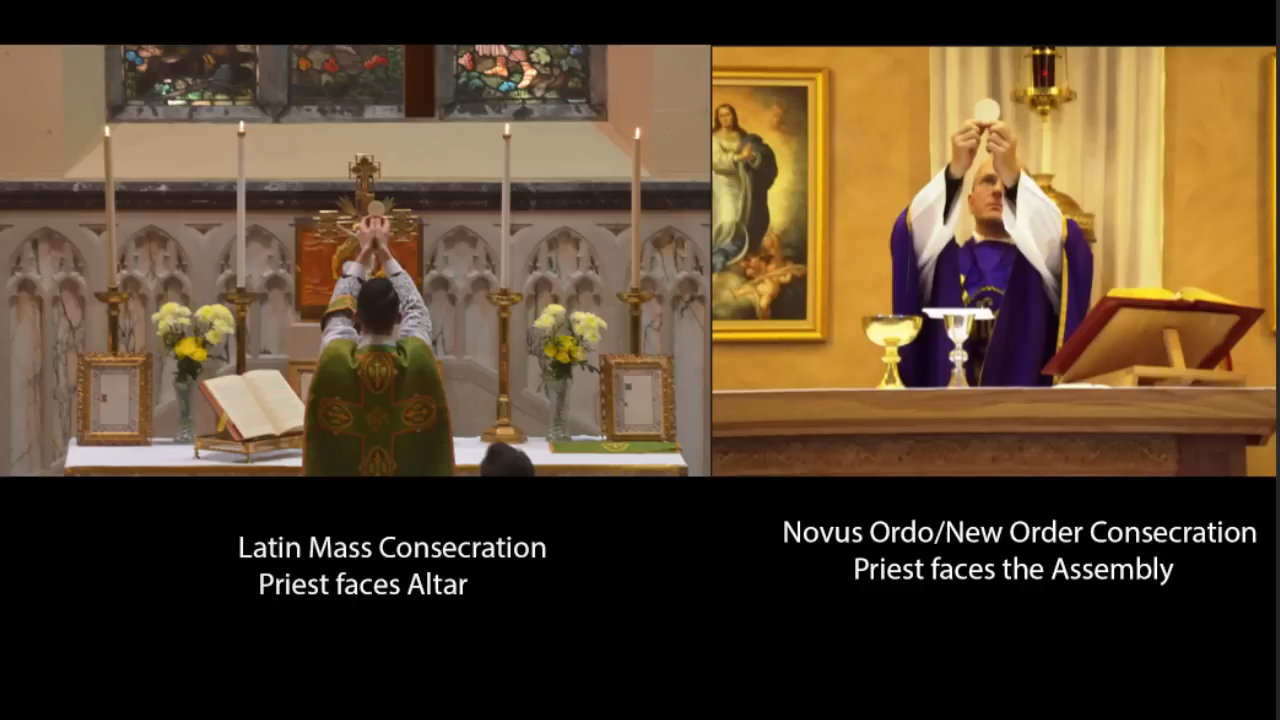 Latin Mass Consecration
Priest faces Altar
Novus Ordo/New Order Consecration
Priest faces the Assembly